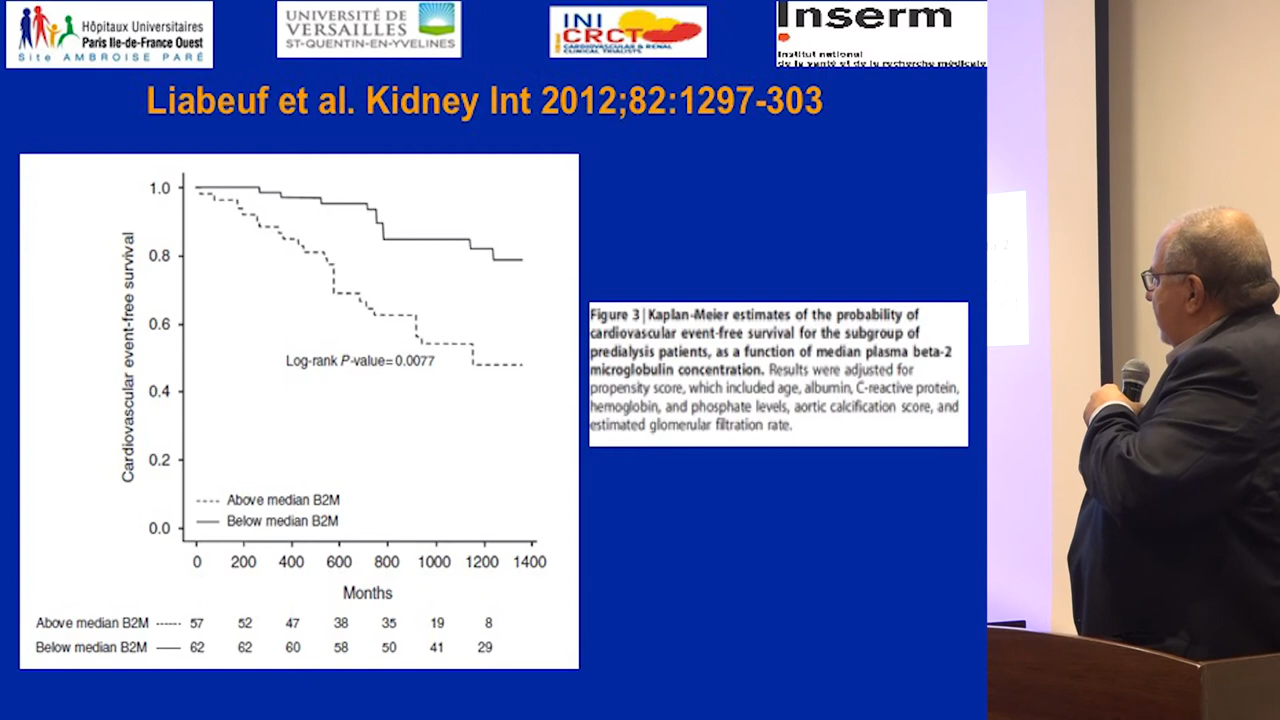 Hôpitaux Universitaires
Paris Ile-de-France Ouest
Site AMBROISE PARÉ
UNIVERSITÉ DE
VERSAILLES
ST-QUENTIN-EN-YVELINES
INI
CRCT
CARDIOVASCULAR & RENAL
CLINICAL TRIALISTS
Inserm
Institut national
de la santé et de la recherche médicale
Liabeuf et al. Kidney Int 2012;82:1297-303
Cardiovascular event-free survival
1.0
0.8
0.6
0.4
0.2
0.0
Log-rank P-value=0.0077
Above median B2M
Below median B2M
0 200 400 600 800 1000 1200 1400
Months
Above median B2M 57 52 47 38 35 19 8
Below median B2M 62 62 60 58 50 41 29
Figure 3 | Kaplan-Meier estimates of the probability of
cardiovascular event-free survival for the subgroup of
predialysis patients, as a function of median plasma beta-2
microglobulin concentration. Results were adjusted for
propensity score, which included age, albumin, C-reactive protein,
hemoglobin, and phosphate levels, aortic calcification score, and
estimated glomerular filtration rate.